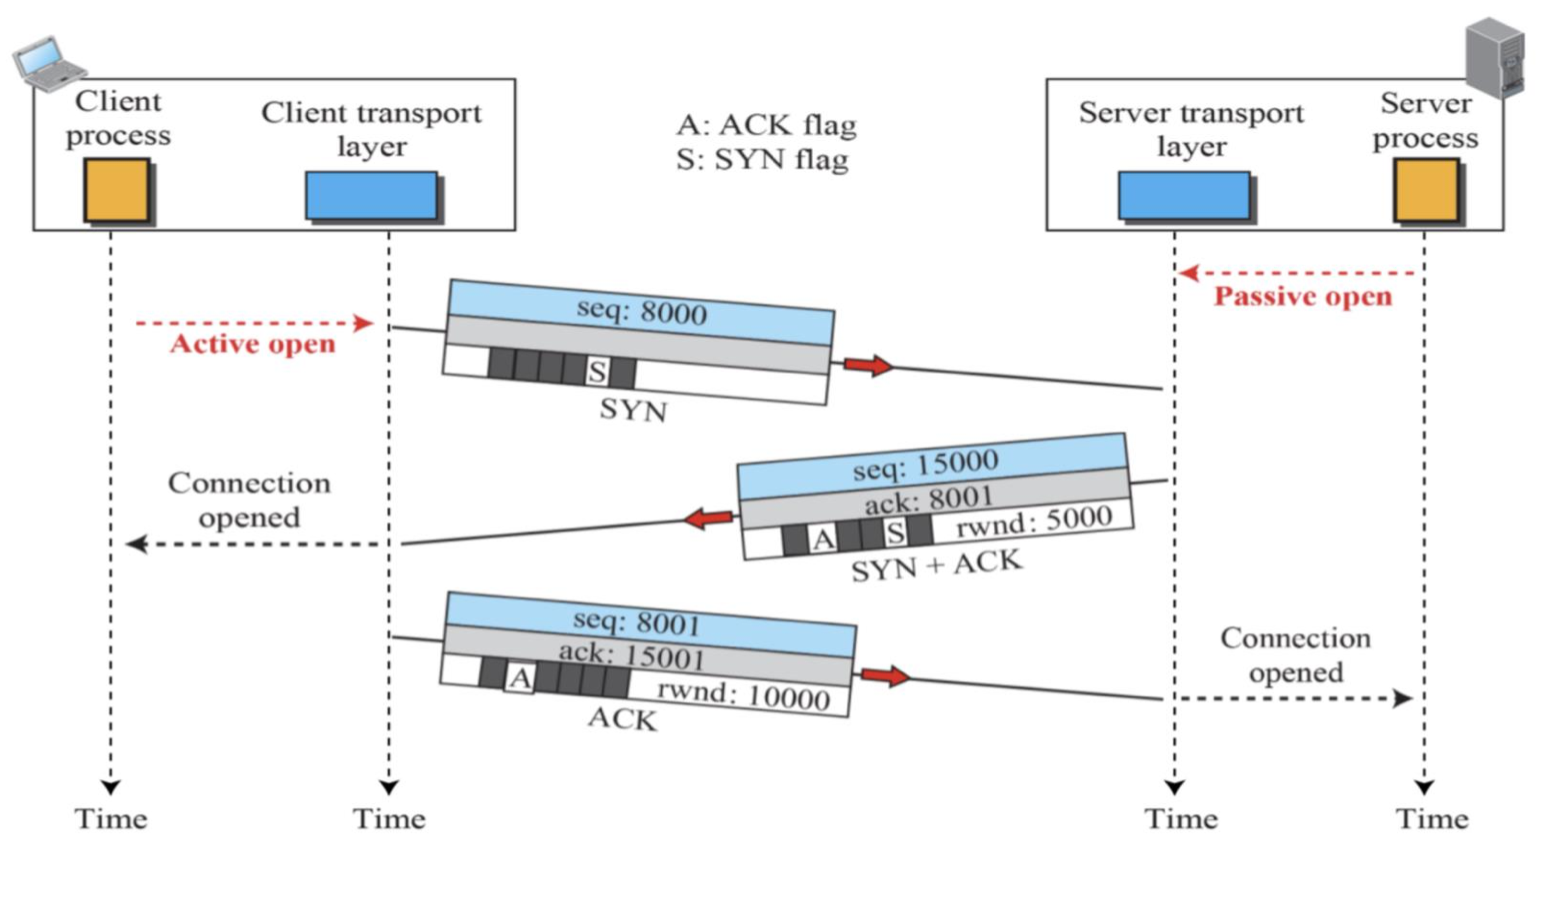 Client
process
Client transport
layer
A: ACK flag
S: SYN flag
Server transport
layer
Server
process
Passive open
Active open
seq: 8000
S
SYN
seq: 15000
ack: 8001
A
S
rwnd: 5000
SYN + ACK
Connection
opened
seq: 8001
ack: 15001
A
rwnd: 10000
ACK
Connection
opened
Time
Time
Time
Time